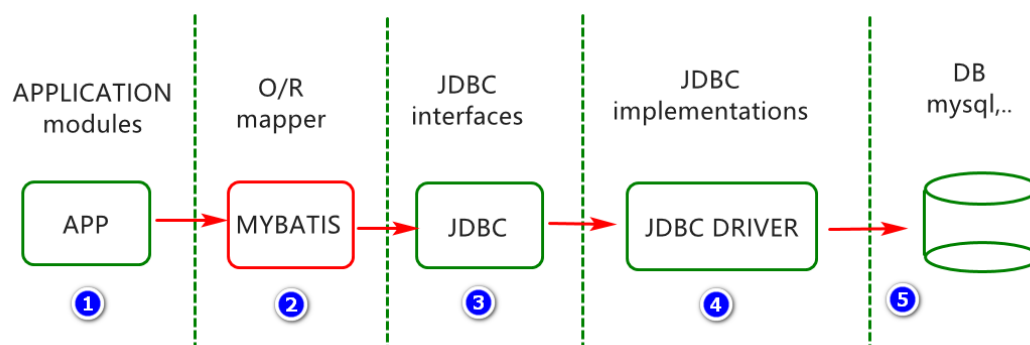 APPLICATION
modules
O/R
mapper
JDBC
interfaces
JDBC
implementations
DB
mysql,..
APP
MYBATIS
JDBC
JDBC DRIVER
1
2
3
4
5